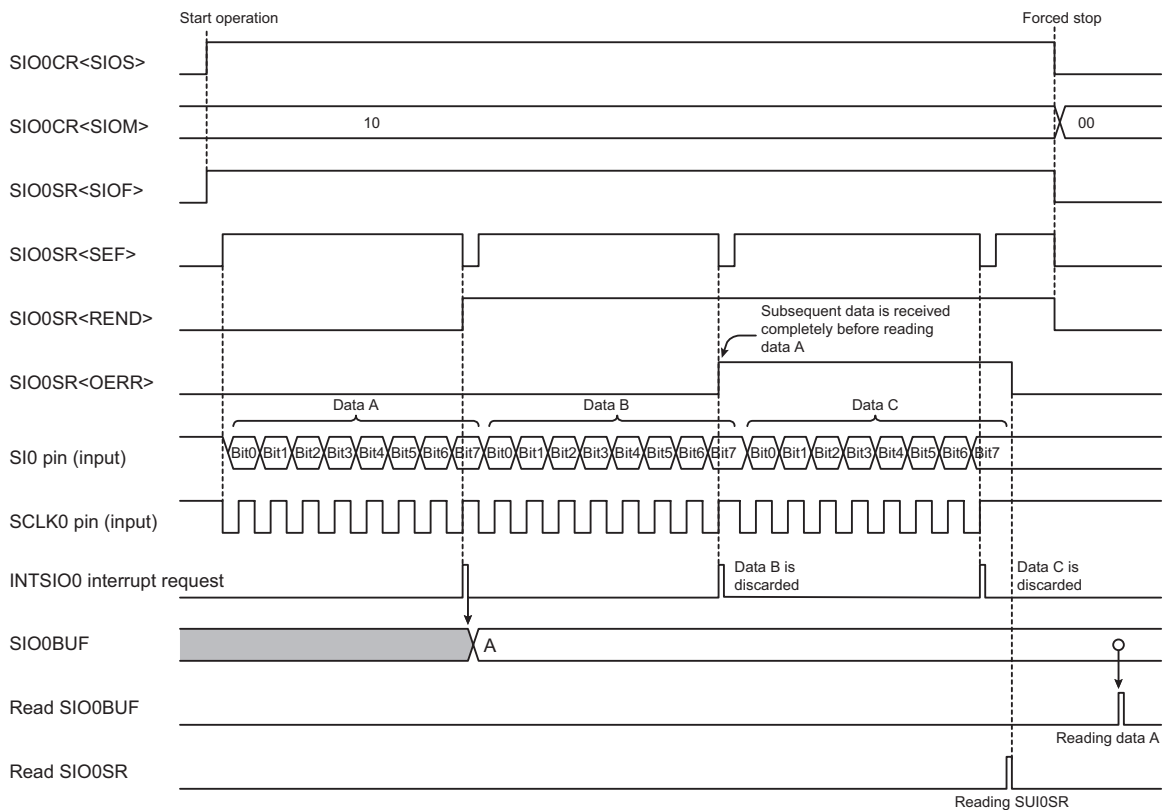 Start operation
Forced stop
SIO0CR<SIOS>
SIO0CR<SIOM>
10
00
SIO0SR<SIOF>
SIO0SR<SEF>
SIO0SR<REND>
Subsequent data is received
completely before reading
data A
SIO0SR<OERR>
Data A
Data B
Data C
SI0 pin (input)
Bit0 Bit1 Bit2 Bit3 Bit4 Bit5 Bit6 Bit7 Bit0 Bit1 Bit2 Bit3 Bit4 Bit5 Bit6 Bit7 Bit0 Bit1 Bit2 Bit3 Bit4 Bit5 Bit6 Bit7
SCLK0 pin (input)
INTSIO0 interrupt request
Data B is
discarded
Data C is
discarded
SIO0BUF
A
Read SIO0BUF
Reading data A
Read SIO0SR
Reading SUI0SR